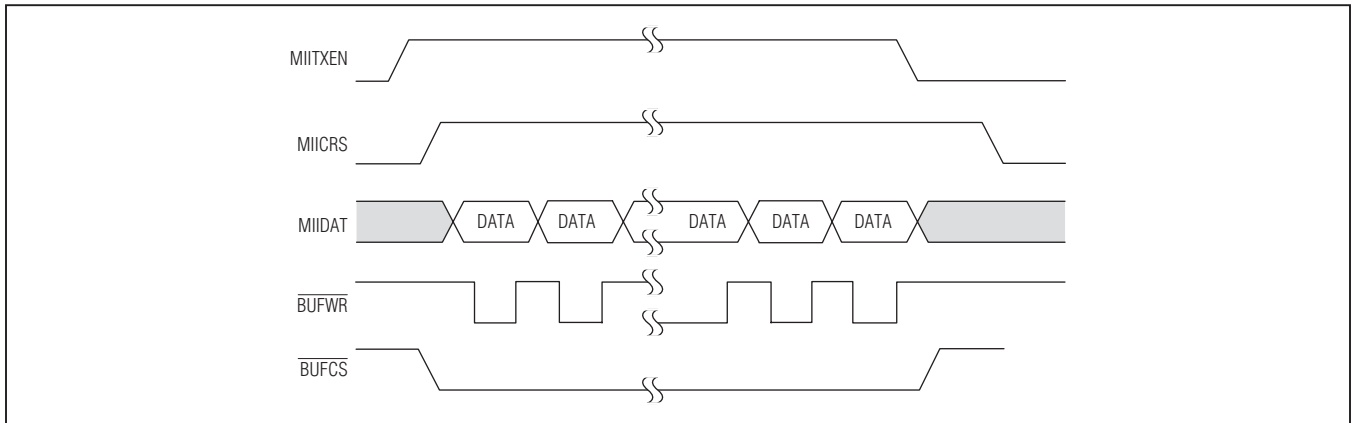 MIITXEN
MIICRS
MIIDAT DATA DATA DATA DATA DATA
BUFWR
BUFCS